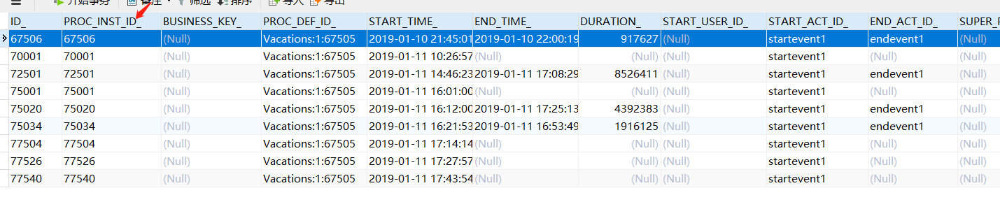 开始事务 备注 筛选 排序 导入 导出
ID_ PROC_INST_ID_ BUSINESS_KEY_ PROC_DEF_ID_ START_TIME_ END_TIME_ DURATION_ START_USER_ID_ START_ACT_ID_ END_ACT_ID_ SUPER_
67506 67506 (Null) Vacations:1:67505 2019-01-10 21:45:01 2019-01-10 22:00:19 917627 (Null) startevent1 endevent1 (Null)
70001 70001 (Null) Vacations:1:67505 2019-01-11 10:26:57 (Null) (Null) (Null) startevent1 (Null) (Null)
72501 72501 (Null) Vacations:1:67505 2019-01-11 14:46:23 2019-01-11 17:08:29 8526411 (Null) startevent1 endevent1 (Null)
75001 75001 (Null) Vacations:1:67505 2019-01-11 16:01:00 (Null) (Null) (Null) startevent1 (Null) (Null)
75020 75020 (Null) Vacations:1:67505 2019-01-11 16:12:00 2019-01-11 17:25:13 4392383 (Null) startevent1 endevent1 (Null)
75034 75034 (Null) Vacations:1:67505 2019-01-11 16:21:53 2019-01-11 16:53:49 1916125 (Null) startevent1 endevent1 (Null)
77504 77504 (Null) Vacations:1:67505 2019-01-11 17:14:14 (Null) (Null) (Null) startevent1 (Null) (Null)
77526 77526 (Null) Vacations:1:67505 2019-01-11 17:27:57 (Null) (Null) (Null) startevent1 (Null) (Null)
77540 77540 (Null) Vacations:1:67505 2019-01-11 17:43:54 (Null) (Null) (Null) startevent1 (Null) (Null)